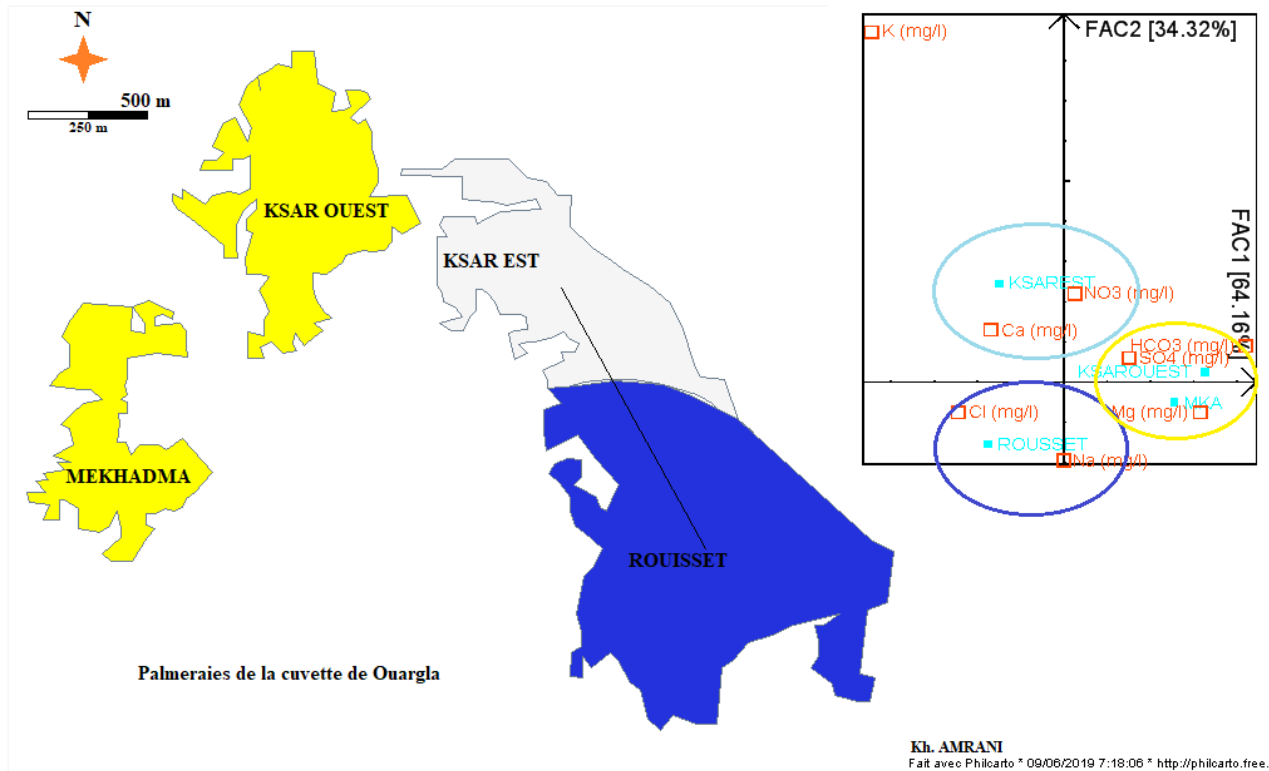 N
500 m
250 m
KSAR OUEST
KSAR EST
MEKHADMA
ROUISSET
Palmeraies de la cuvette de Ouargla
K (mg/l)
FAC2 [34.32%]
FAC1 [64.16%]
KSAREST
NO3 (mg/l)
Ca (mg/l)
HCO3 (mg/l)
SO4 (mg/l)
KSAROUEST
MKA
Cl (mg/l)
Mg (mg/l)
ROUSSET
Na (mg/l)
Kh. AMRANI
Fait avec Philcarto * 09/06/2019 7:18:06 * http://philcarto.free.